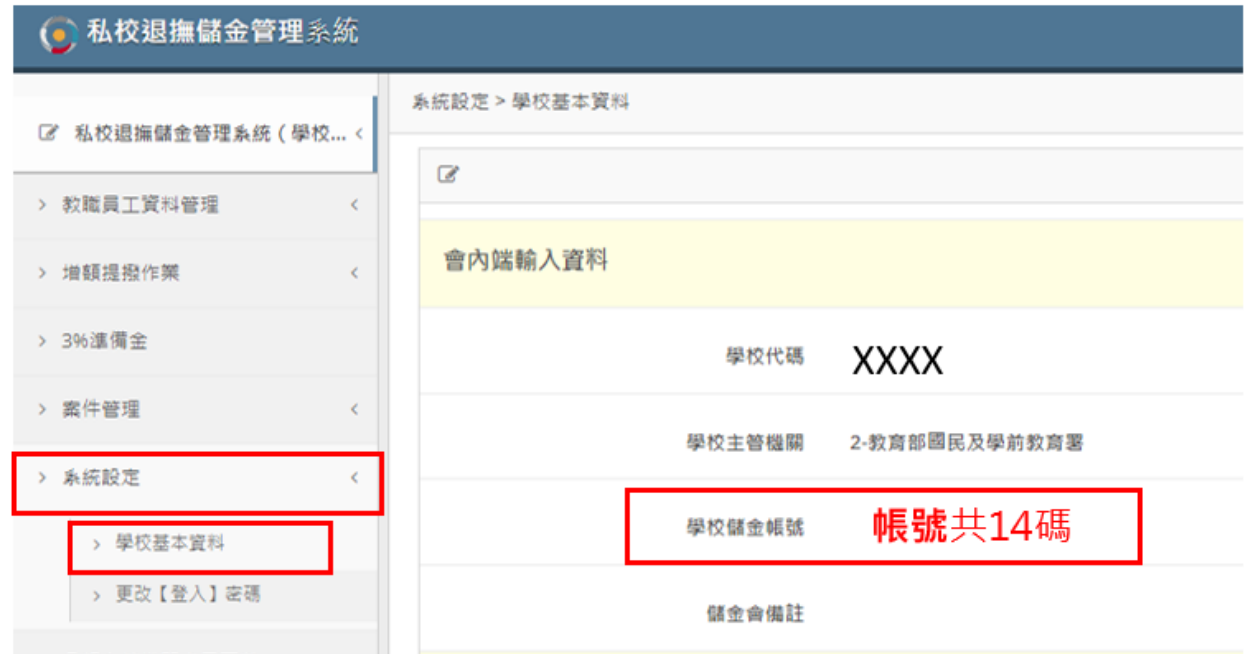 私校退撫儲金管理系統
私校退撫儲金管理系統 ( 學校... <
> 教職員工資料管理 <
> 增額提撥作業 <
> 3%準備金
> 案件管理 <
> 系統設定 <
> 學校基本資料
> 更改【登入】密碼
系統設定 > 學校基本資料
會內端輸入資料
學校代碼 XXXX
學校主管機關 2-教育部國民及學前教育署
學校儲金帳號 帳號共14碼
儲金會備註